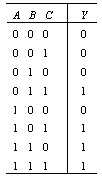 A B C Y
0 0 0 0
0 0 1 0
0 1 0 0
0 1 1 1
1 0 0 0
1 0 1 1
1 1 0 1
1 1 1 1